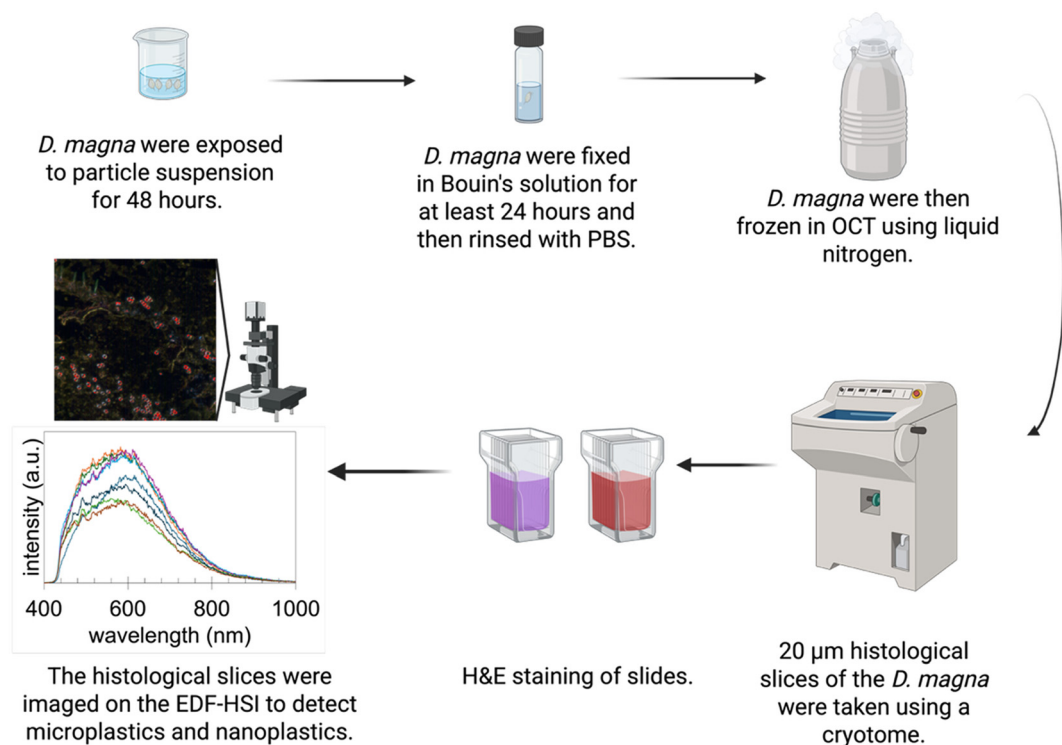 D. magna were exposed
to particle suspension
for 48 hours.
D. magna were fixed
in Bouin's solution for
at least 24 hours and
then rinsed with PBS.
D. magna were then
frozen in OCT using liquid
nitrogen.
20 µm histological
slices of the D. magna
were taken using a
cryotome.
H&E staining of slides.
intensity (a.u.)
400 600 800 1000
wavelength (nm)
The histological slices were
imaged on the EDF-HSI to detect
microplastics and nanoplastics.